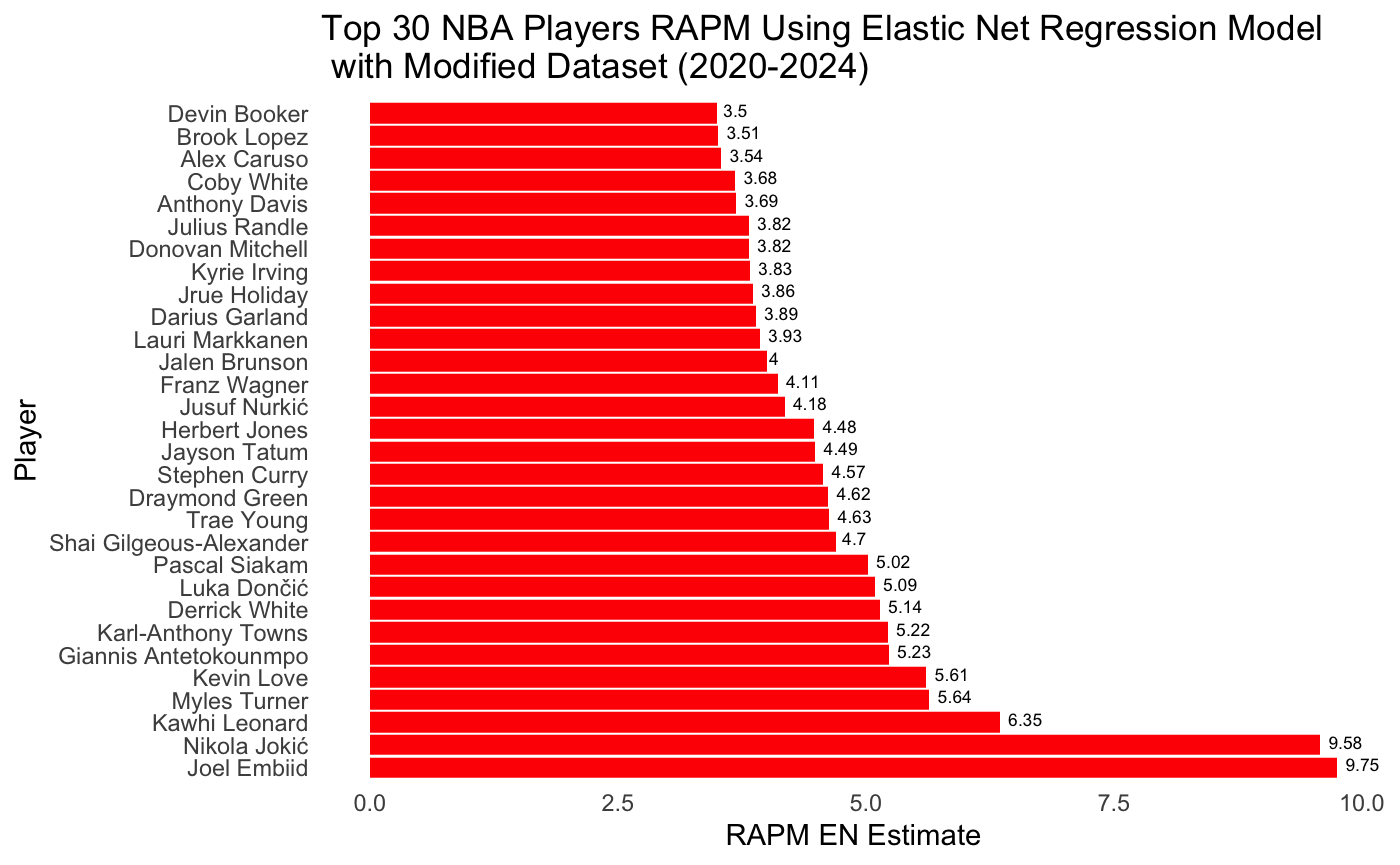 Top 30 NBA Players RAPM Using Elastic Net Regression Model
with Modified Dataset (2020-2024)
Player
Devin Booker 3.5
Brook Lopez 3.51
Alex Caruso 3.54
Coby White 3.68
Anthony Davis 3.69
Julius Randle 3.82
Donovan Mitchell 3.82
Kyrie Irving 3.83
Jrue Holiday 3.86
Darius Garland 3.89
Lauri Markkanen 3.93
Jalen Brunson 4
Franz Wagner 4.11
Jusuf Nurkić 4.18
Herbert Jones 4.48
Jayson Tatum 4.49
Stephen Curry 4.57
Draymond Green 4.62
Trae Young 4.63
Shai Gilgeous-Alexander 4.7
Pascal Siakam 5.02
Luka Dončić 5.09
Derrick White 5.14
Karl-Anthony Towns 5.22
Giannis Antetokounmpo 5.23
Kevin Love 5.61
Myles Turner 5.64
Kawhi Leonard 6.35
Nikola Jokić 9.58
Joel Embiid 9.75
0.0 2.5 5.0 7.5 10.0
RAPM EN Estimate